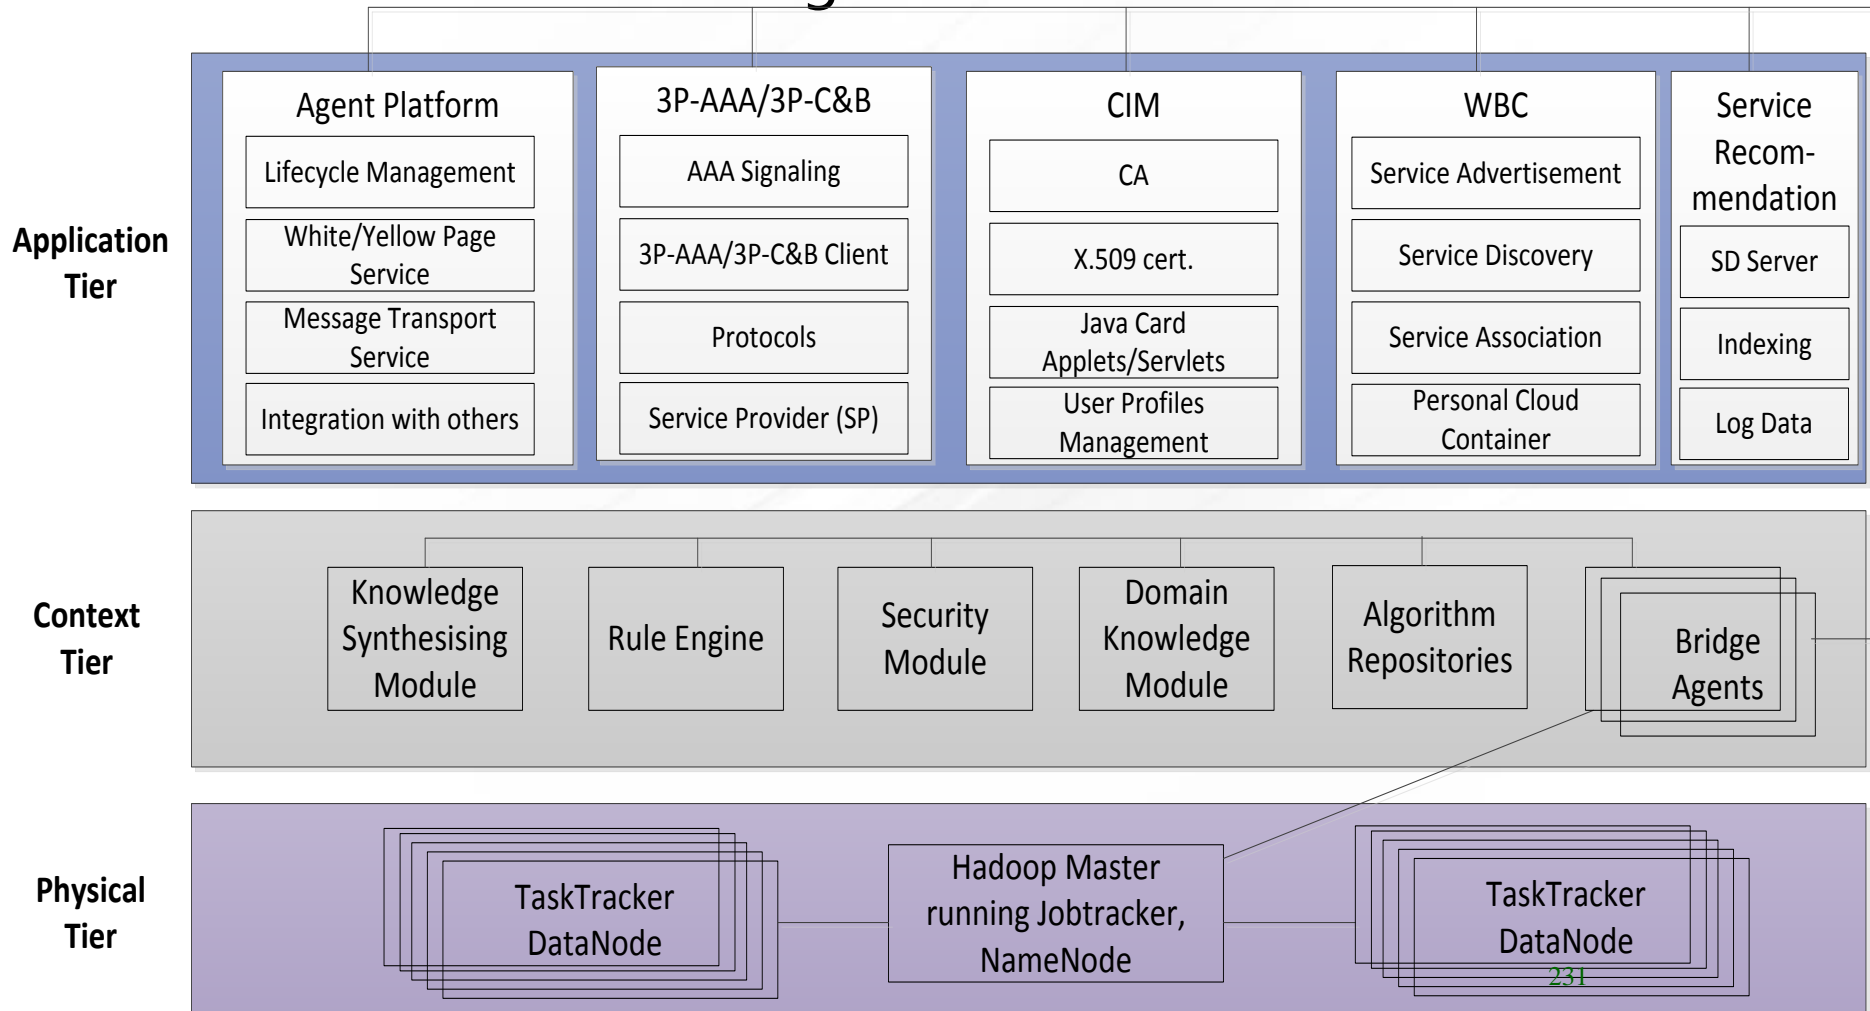 Application
Tier
Agent Platform
Lifecycle Management
White/Yellow Page
Service
Message Transport
Service
Integration with others
3P-AAA/3P-C&B
AAA Signaling
3P-AAA/3P-C&B Client
Protocols
Service Provider (SP)
CIM
CA
X.509 cert.
Java Card
Applets/Servlets
User Profiles
Management
WBC
Service Advertisement
Service Discovery
Service Association
Personal Cloud
Container
Service
Recom-
mendation
SD Server
Indexing
Log Data
Context
Tier
Knowledge
Synthesising
Module
Rule Engine
Security
Module
Domain
Knowledge
Module
Algorithm
Repositories
Bridge
Agents
Physical
Tier
TaskTracker
DataNode
Hadoop Master
running Jobtracker,
NameNode
TaskTracker
DataNode
231